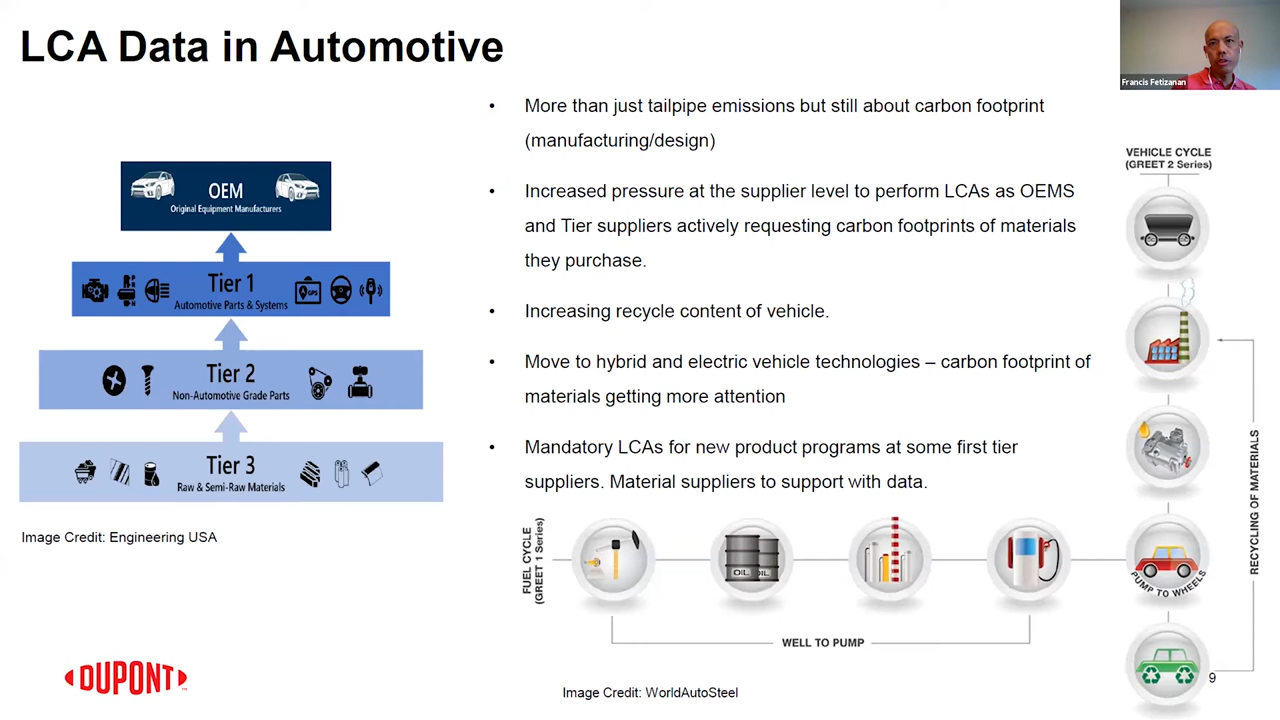 LCA Data in Automotive
Francis Fetizanan
OEM
Original Equipment Manufacturers
Tier 1
Automotive Parts & Systems
GPS
Tier 2
Non-Automotive Grade Parts
Tier 3
Raw & Semi-Raw Materials
Image Credit: Engineering USA
• More than just tailpipe emissions but still about carbon footprint
(manufacturing/design)
• Increased pressure at the supplier level to perform LCAs as OEMS
and Tier suppliers actively requesting carbon footprints of materials
they purchase.
• Increasing recycle content of vehicle.
• Move to hybrid and electric vehicle technologies – carbon footprint of
materials getting more attention
• Mandatory LCAs for new product programs at some first tier
suppliers. Material suppliers to support with data.
VEHICLE CYCLE
(GREET 2 Series)
RECYCLING OF MATERIALS
FUEL CYCLE
(GREET 1 Series)
OIL OIL
PUMP TO WHEELS
WELL TO PUMP
Image Credit: WorldAutoSteel
DUPONT
9